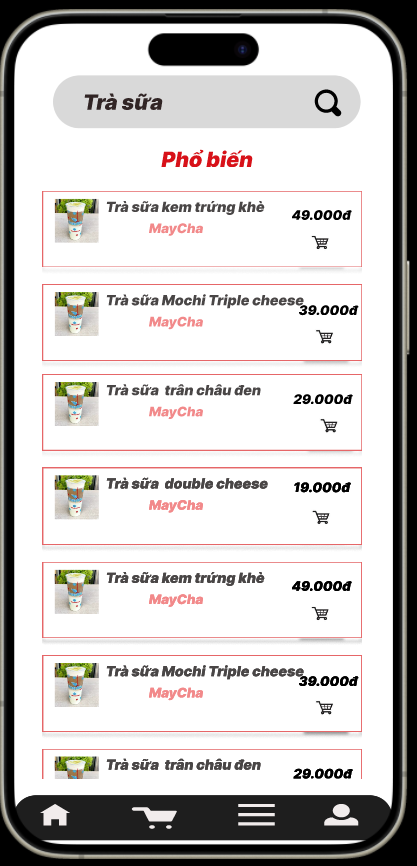 Trà sữa
Phổ biến
Trà sữa kem trứng khè
49.000đ
MayCha
Trà sữa Mochi Triple cheese
39.000đ
MayCha
Trà sữa trân châu đen
29.000đ
MayCha
Trà sữa double cheese
19.000đ
MayCha
Trà sữa kem trứng khè
49.000đ
MayCha
Trà sữa Mochi Triple cheese
39.000đ
MayCha
Trà sữa trân châu đen
29.000đ